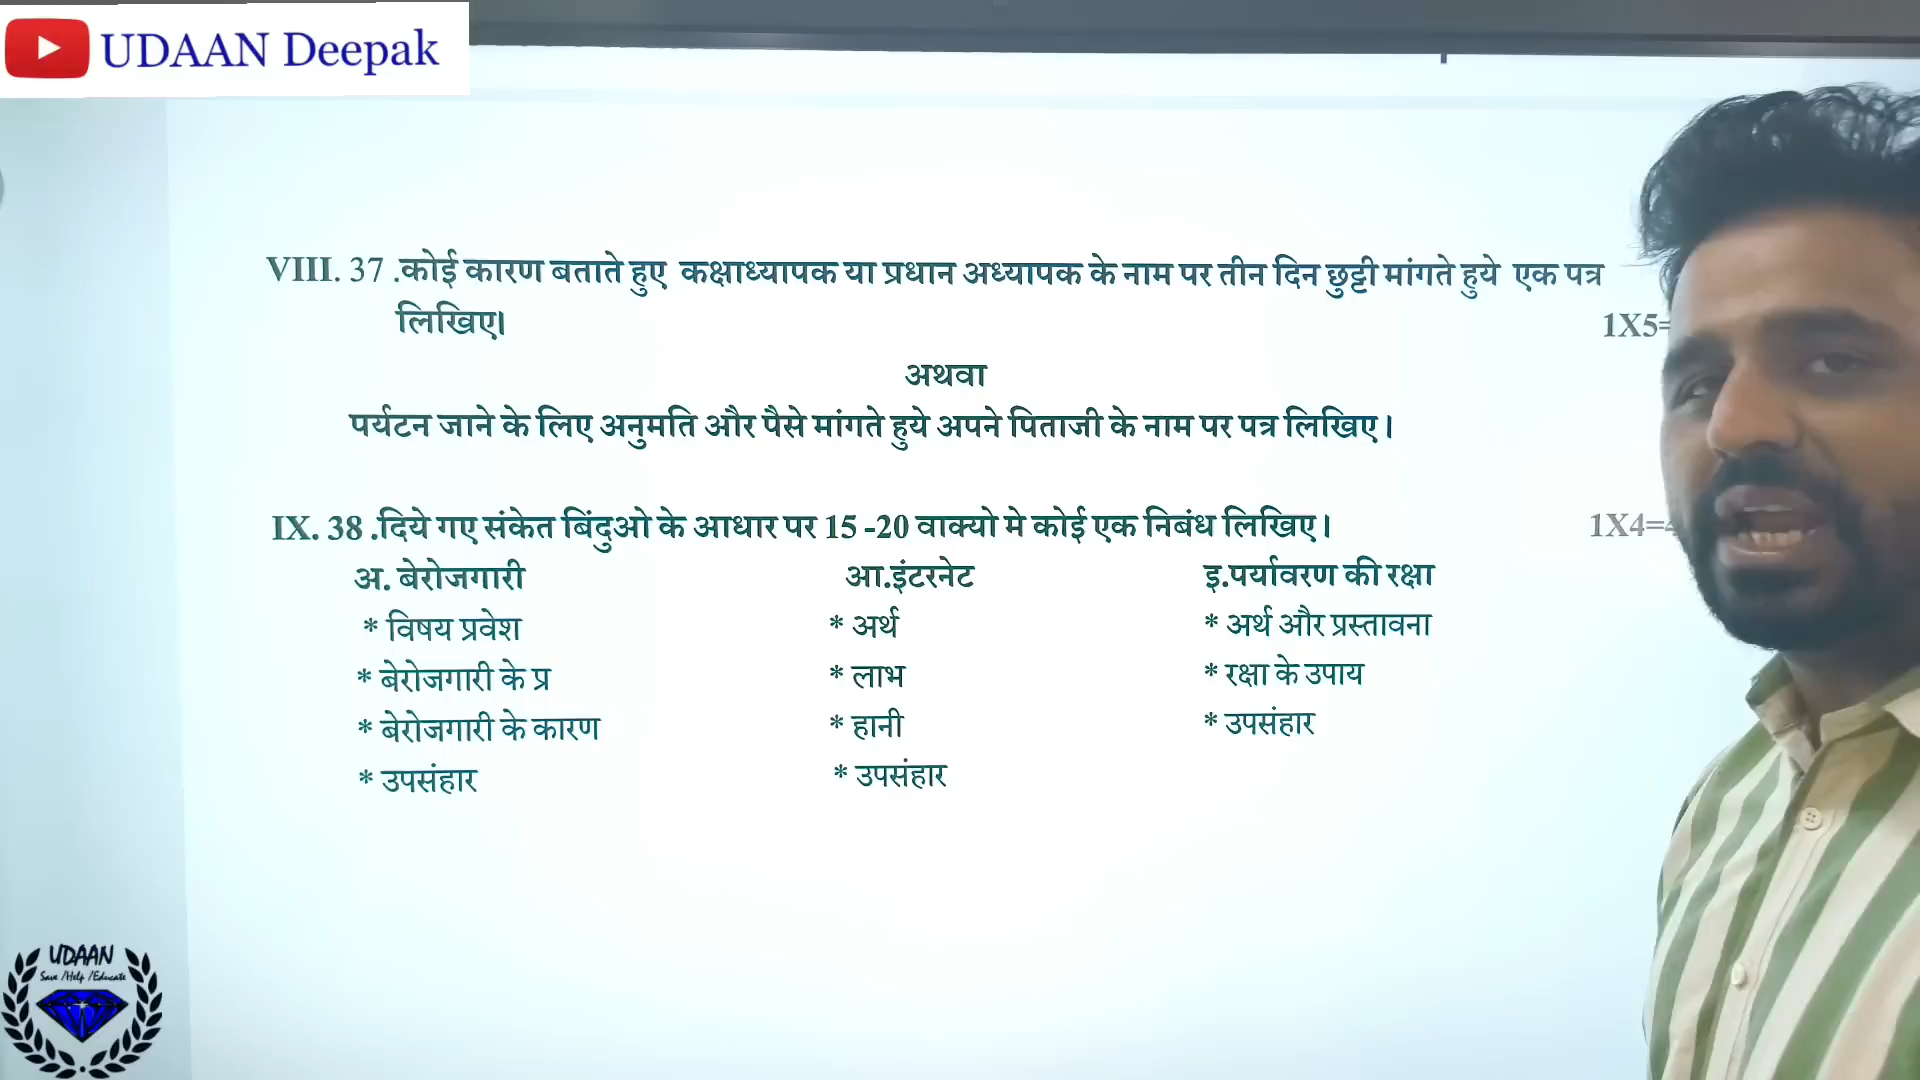 UDAAN Deepak
VIII. 37 .कोई कारण बताते हुए कक्षाध्यापक या प्रधान अध्यापक के नाम पर तीन दिन छुट्टी मांगते हुये एक पत्र
लिखिए।
1X5=
अथवा
पर्यटन जाने के लिए अनुमति और पैसे मांगते हुये अपने पिताजी के नाम पर पत्र लिखिए।
IX. 38 .दिये गए संकेत बिंदुओ के आधार पर 15 -20 वाक्यो मे कोई एक निबंध लिखिए। 1X4=4
अ. बेरोजगारी आ.इंटरनेट इ.पर्यावरण की रक्षा
* विषय प्रवेश * अर्थ * अर्थ और प्रस्तावना
* बेरोजगारी के प्र * लाभ * रक्षा के उपाय
* बेरोजगारी के कारण * हानी * उपसंहार
* उपसंहार * उपसंहार
UDAAN
Save /Help /Educate